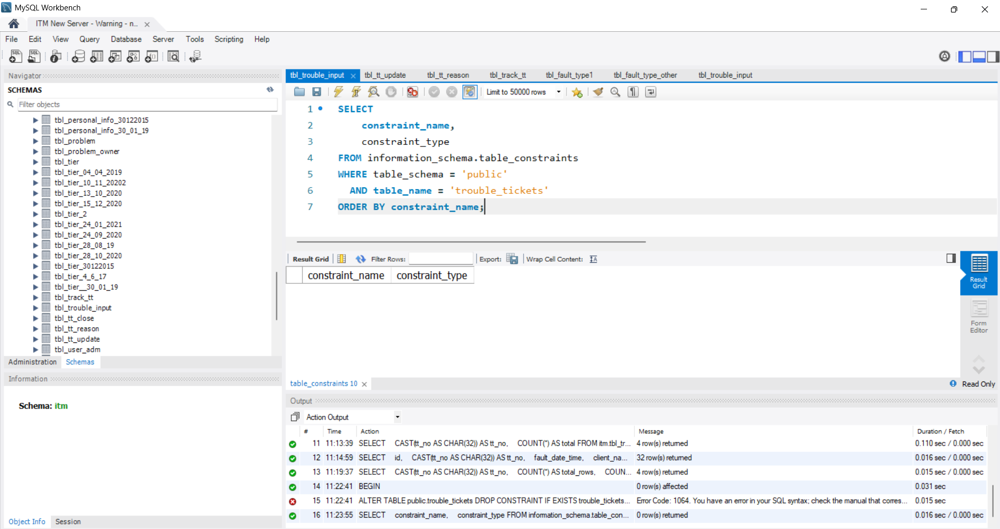 MySQL Workbench
ITM New Server - Warning - n...
File Edit View Query Database Server Tools Scripting Help
Navigator
SCHEMAS
Filter objects
tbl_personal_info_30122015
tbl_personal_info_30_01_19
tbl_problem
tbl_problem_owner
tbl_tier
tbl_tier_04_04_2019
tbl_tier_10_11_20202
tbl_tier_13_10_2020
tbl_tier_15_12_2020
tbl_tier_2
tbl_tier_24_01_2021
tbl_tier_24_09_2020
tbl_tier_28_08_19
tbl_tier_28_10_2020
tbl_tier_30122015
tbl_tier_4_6_17
tbl_tier__30_01_19
tbl_track_tt
tbl_trouble_input
tbl_tt_close
tbl_tt_reason
tbl_tt_update
tbl_user_adm
Administration Schemas
Information
Schema: itm
Object Info Session
tbl_trouble_input tbl_tt_update tbl_tt_reason tbl_track_tt tbl_fault_type1 tbl_fault_type_other tbl_trouble_input
Limit to 50000 rows
1 SELECT
2 constraint_name,
3 constraint_type
4 FROM information_schema.table_constraints
5 WHERE table_schema = 'public'
6 AND table_name = 'trouble_tickets'
7 ORDER BY constraint_name;
Result Grid Filter Rows: Export: Wrap Cell Content:
constraint_name constraint_type
Result Grid
Form Editor
table_constraints 10
Read Only
Output
Action Output
# Time Action Message Duration / Fetch
11 11:13:39 SELECT CAST(tt_no AS CHAR(32)) AS tt_no, COUNT(*) AS total FROM itm.tbl_tr... 4 row(s) returned 0.110 sec / 0.000 sec
12 11:14:59 SELECT id, CAST(tt_no AS CHAR(32)) AS tt_no, fault_date_time, client_na... 32 row(s) returned 0.016 sec / 0.000 sec
13 11:19:37 SELECT CAST(tt_no AS CHAR(32)) AS tt_no, COUNT(*) AS total_rows, COUN... 4 row(s) returned 0.015 sec / 0.000 sec
14 11:22:41 BEGIN 0 row(s) affected 0.031 sec
15 11:22:41 ALTER TABLE public.trouble_tickets DROP CONSTRAINT IF EXISTS trouble_tickets... Error Code: 1064. You have an error in your SQL syntax; check the manual that corres... 0.015 sec
16 11:23:55 SELECT constraint_name, constraint_type FROM information_schema.table_con... 0 row(s) returned 0.016 sec / 0.000 sec